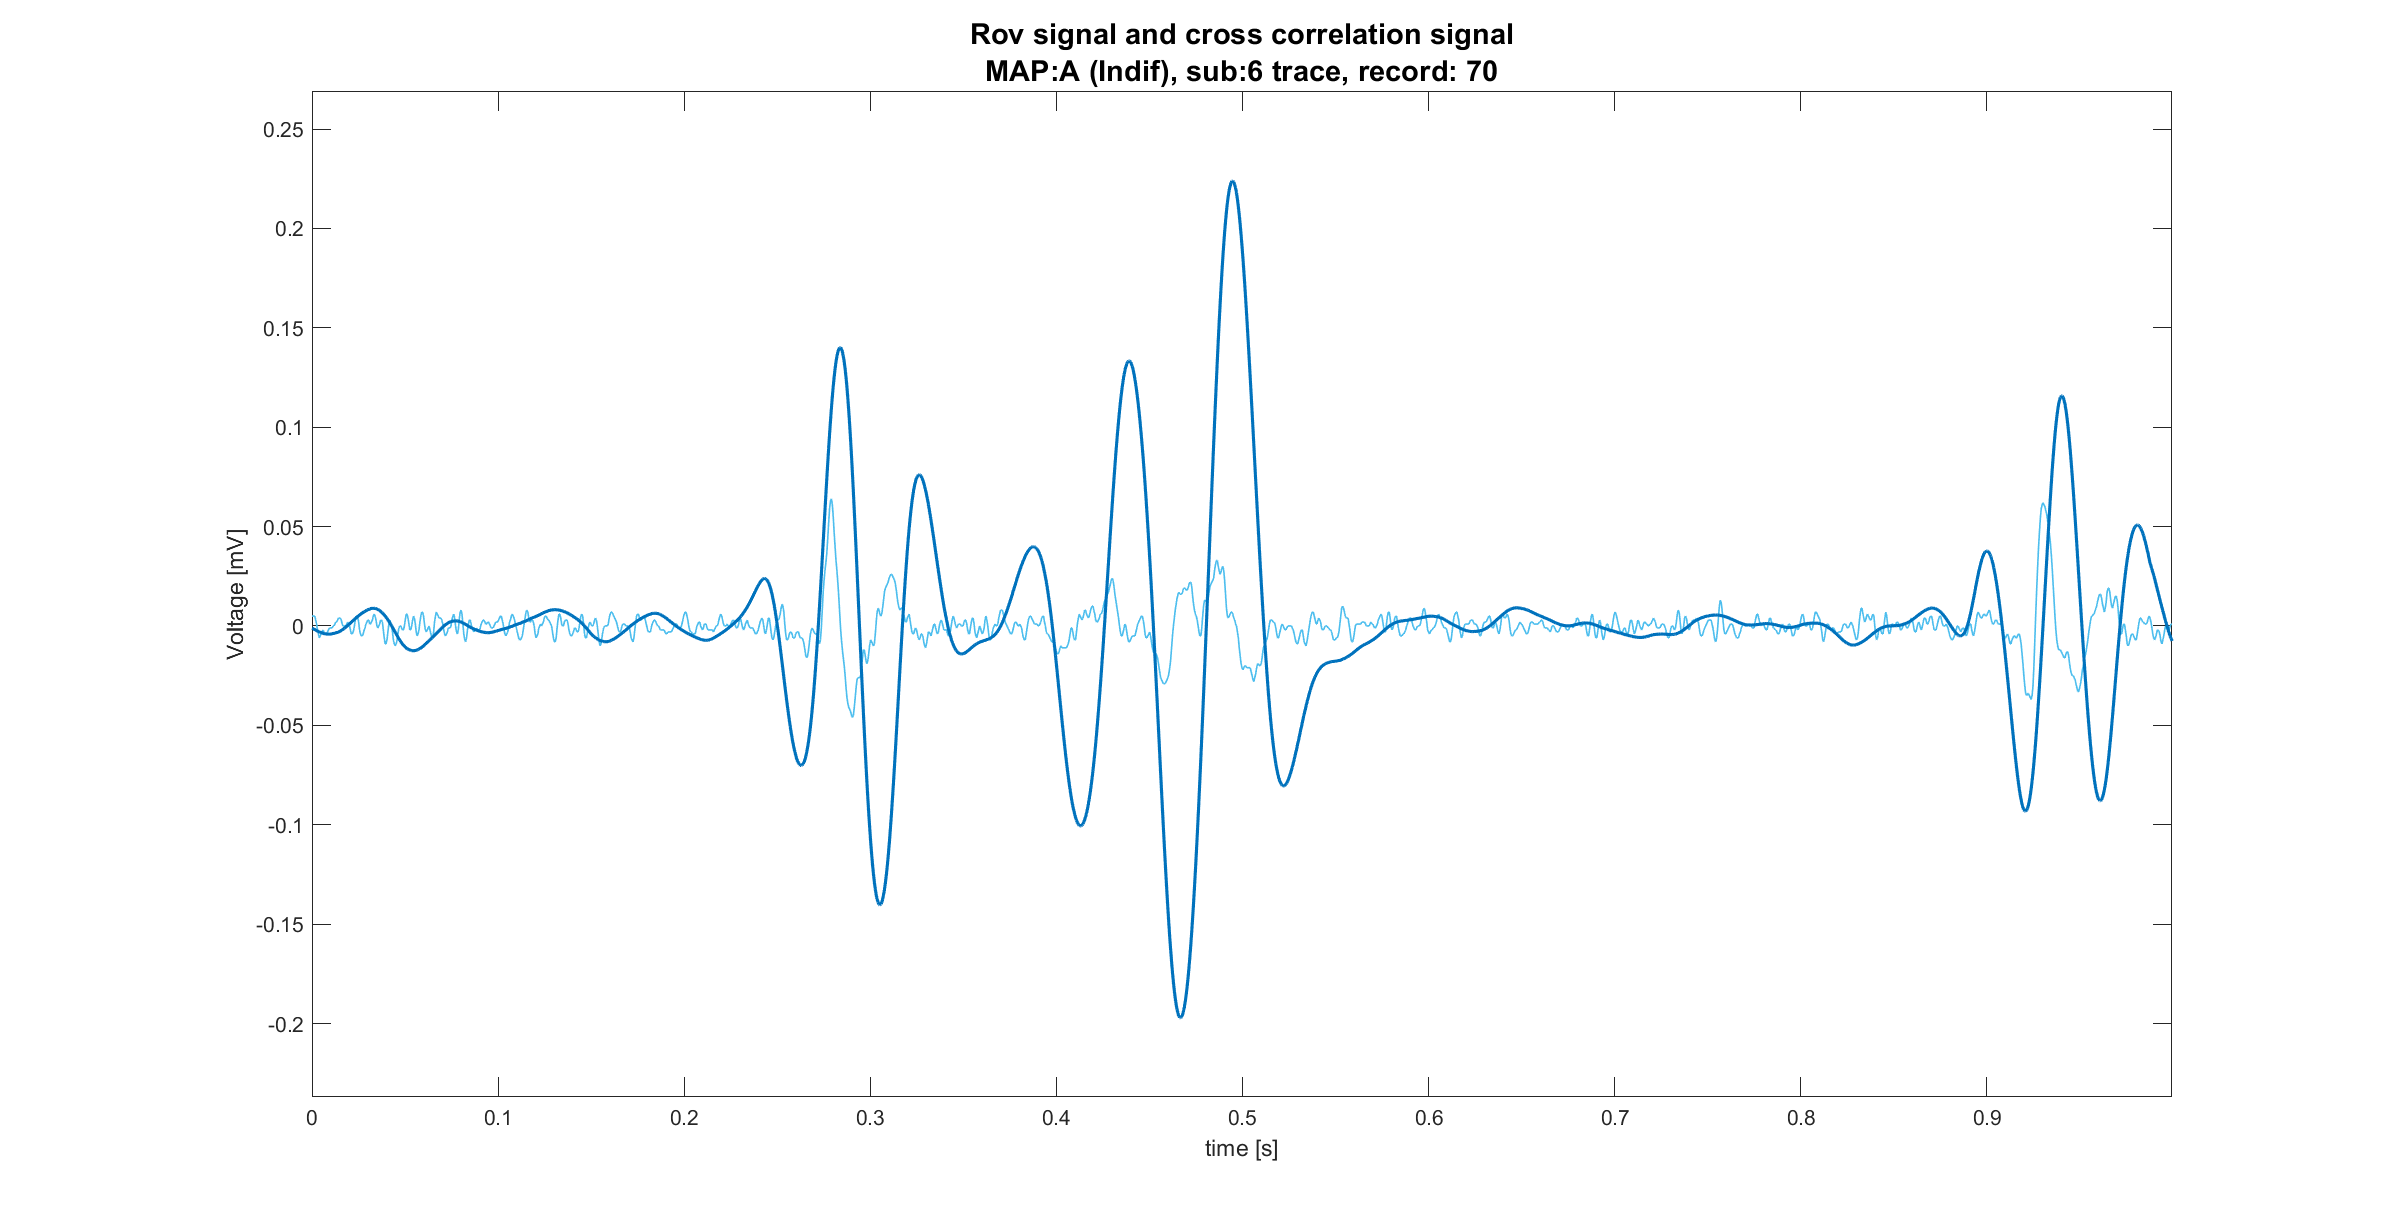 Rov signal and cross correlation signal
MAP:A (Indif), sub:6 trace, record: 70
Voltage [mV]
0.25
0.2
0.15
0.1
0.05
0
-0.05
-0.1
-0.15
-0.2
0 0.1 0.2 0.3 0.4 0.5 0.6 0.7 0.8 0.9
time [s]